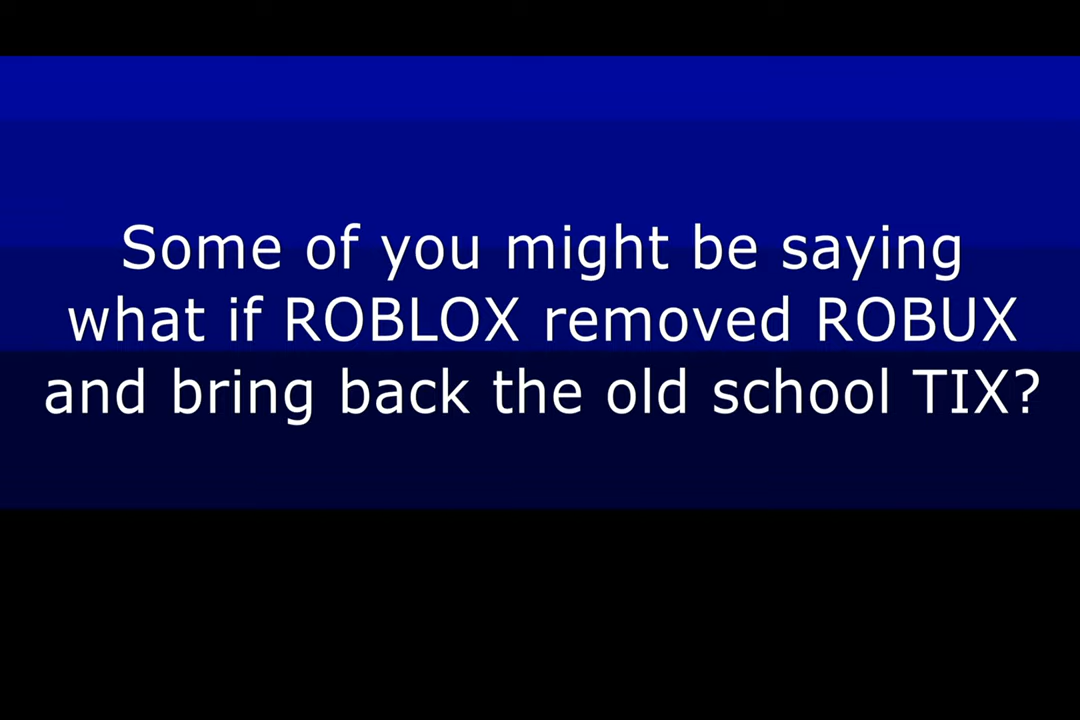 Some of you might be saying
what if ROBLOX removed ROBUX
and bring back the old school TIX?